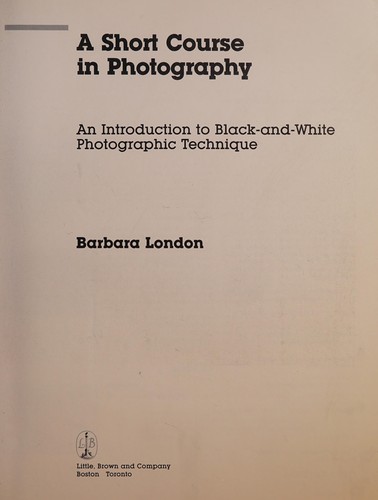 A Short Course
in Photography
An Introduction to Black-and-White
Photographic Technique
Barbara London
L B
Little, Brown and Company
Boston Toronto